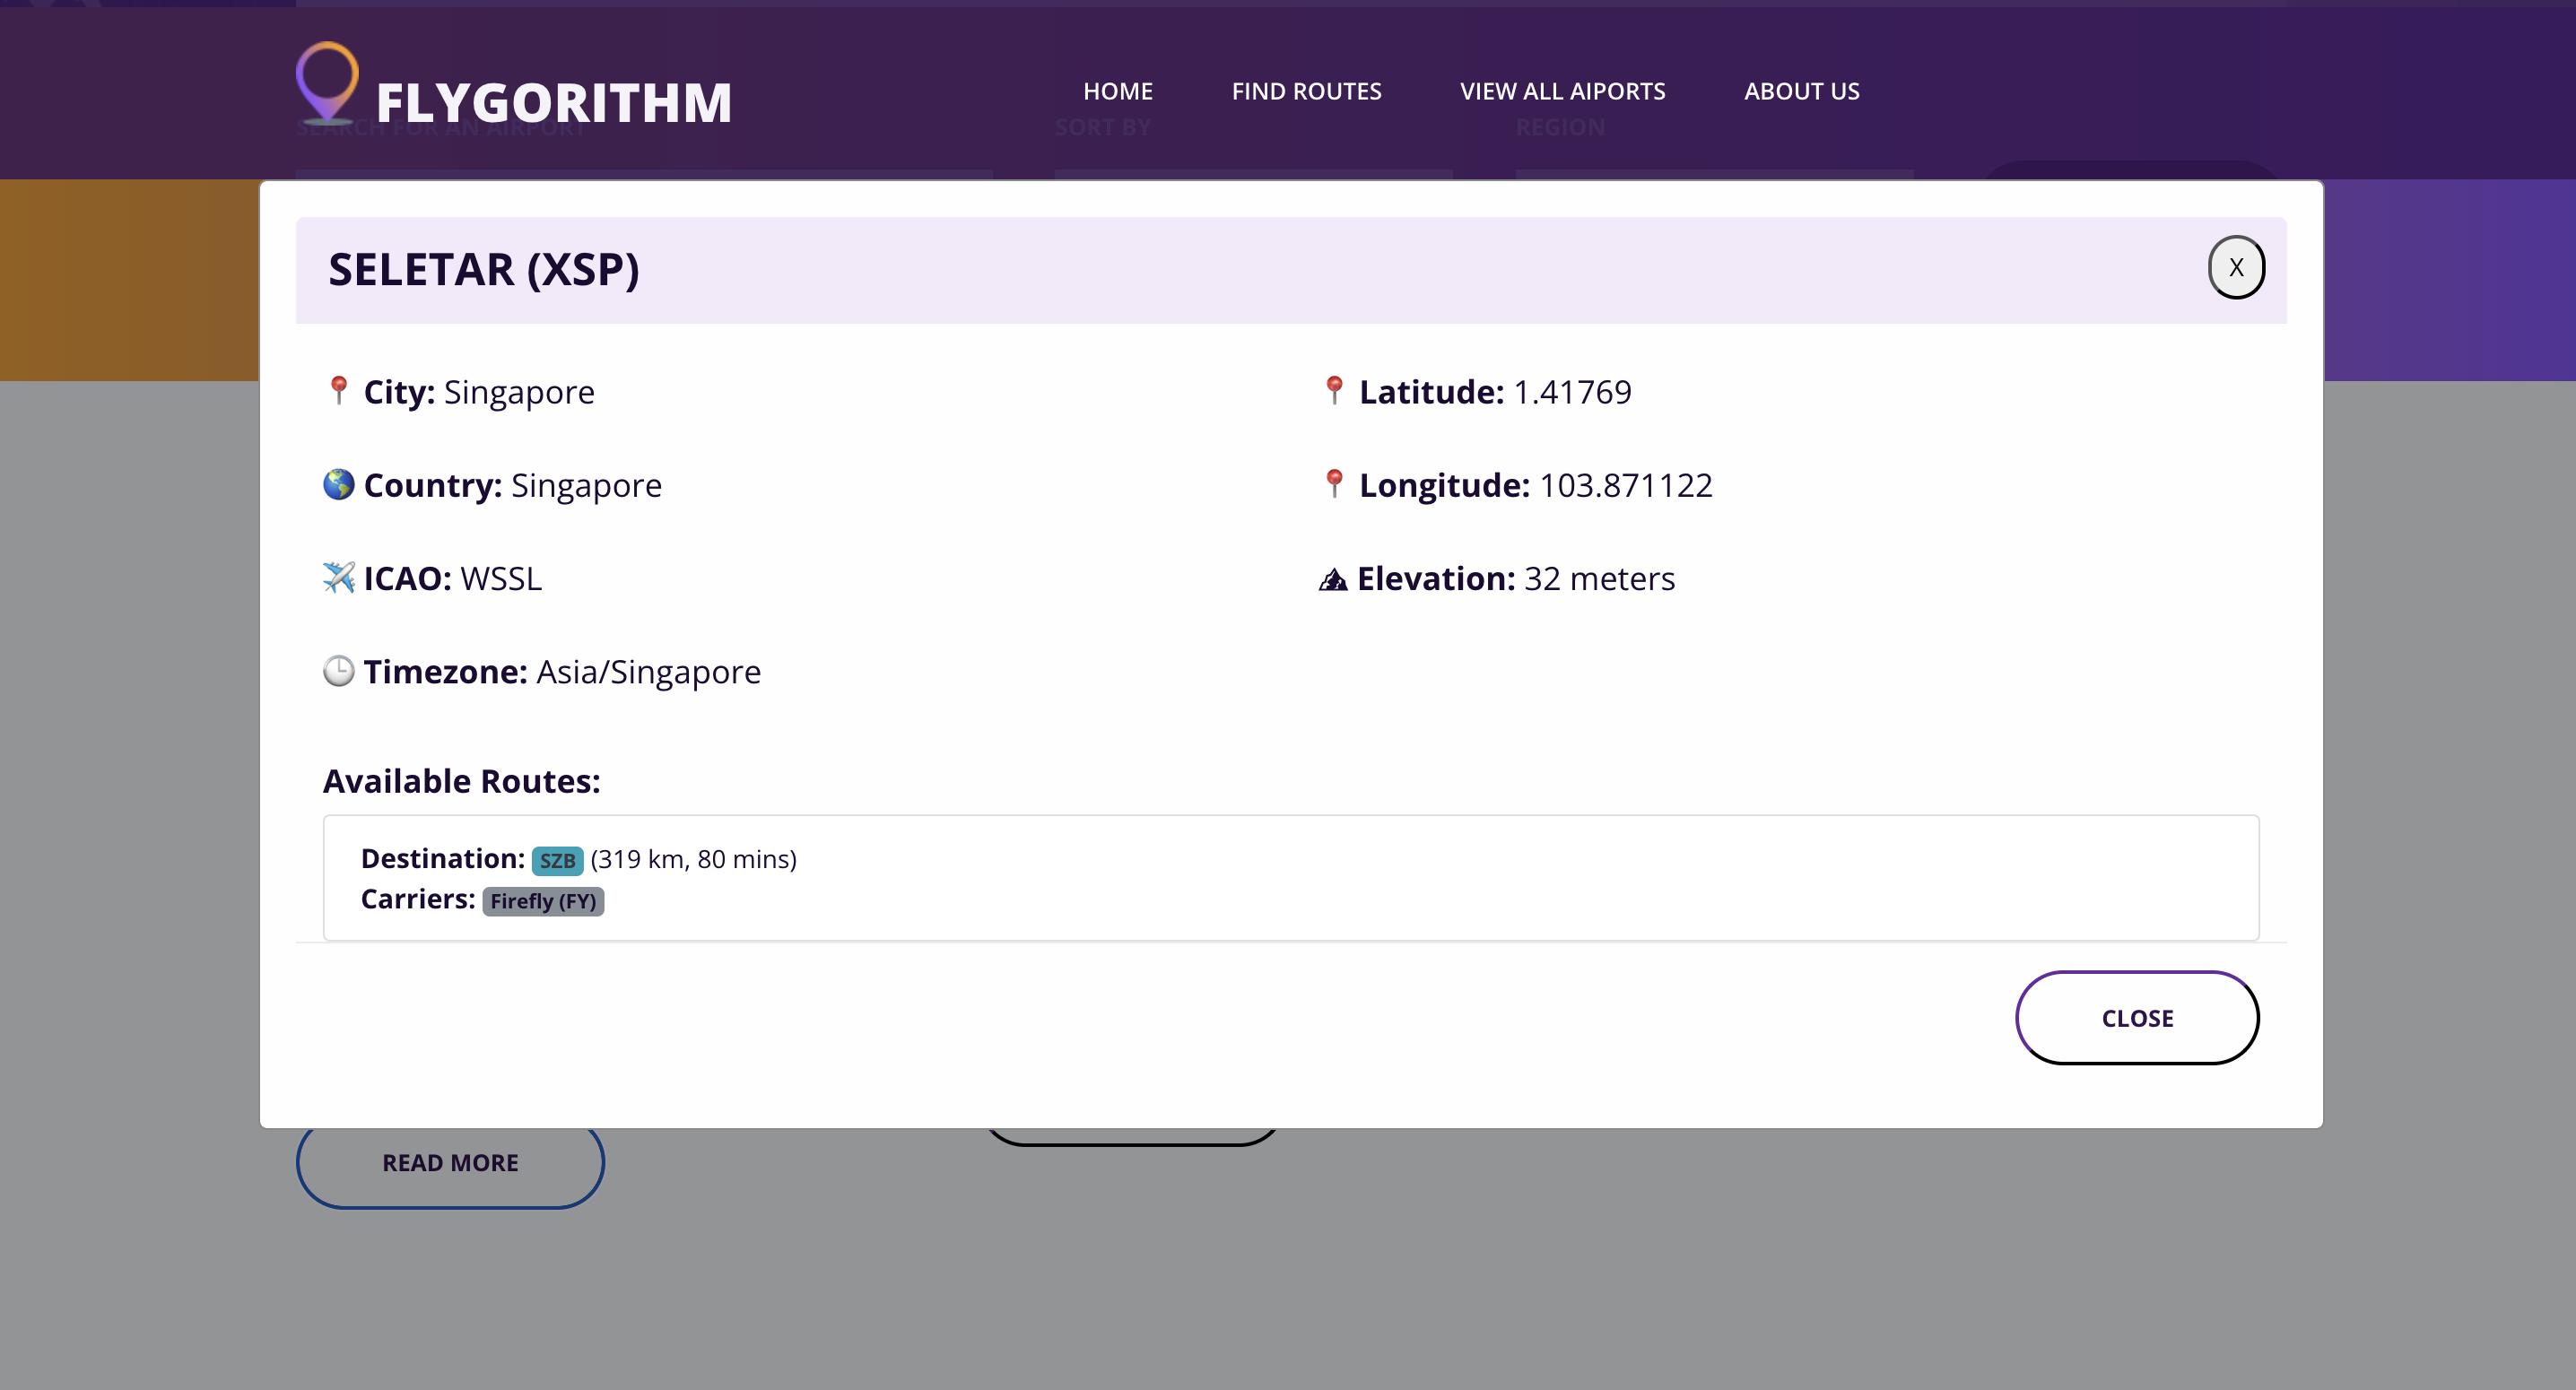 FLYGORITHM
HOME FIND ROUTES VIEW ALL AIPORTS ABOUT US
SEARCH FOR AN AIRPORT SORT BY REGION
SELETAR (XSP) X
City: Singapore
Latitude: 1.41769
Country: Singapore
Longitude: 103.871122
ICAO: WSSL
Elevation: 32 meters
Timezone: Asia/Singapore
Available Routes:
Destination: SZB (319 km, 80 mins)
Carriers: Firefly (FY)
CLOSE
READ MORE